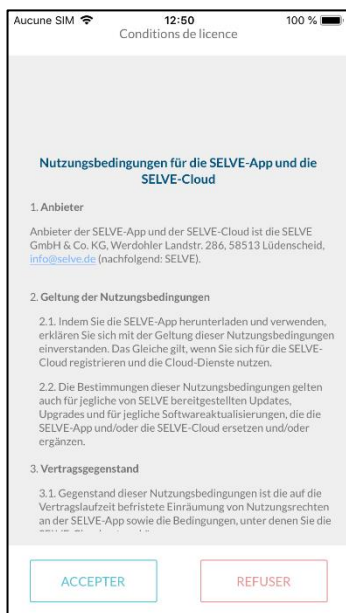 Aucune SIM 12:50 100 %
Conditions de licence
Nutzungsbedingungen für die SELVE-App und die
SELVE-Cloud
1. Anbieter
Anbieter der SELVE-App und der SELVE-Cloud ist die SELVE
GmbH & Co. KG, Werdohler Landstr. 286, 58513 Lüdenscheid,
info@selve.de (nachfolgend: SELVE).
2. Geltung der Nutzungsbedingungen
2.1. Indem Sie die SELVE-App herunterladen und verwenden,
erklären Sie sich mit der Geltung dieser Nutzungsbedingungen
einverstanden. Das Gleiche gilt, wenn Sie sich für die SELVE-
Cloud registrieren und die Cloud-Dienste nutzen.
2.2. Die Bestimmungen dieser Nutzungsbedingungen gelten
auch für jegliche von SELVE bereitgestellten Updates,
Upgrades und für jegliche Softwareaktualisierungen, die die
SELVE-App und/oder die SELVE-Cloud ersetzen und/oder
ergänzen.
3. Vertragsgegenstand
3.1. Gegenstand dieser Nutzungsbedingungen ist die auf die
Vertragslaufzeit befristete Einräumung von Nutzungsrechten
an der SELVE-App sowie die Bedingungen, unter denen Sie die
ACCEPTER REFUSER